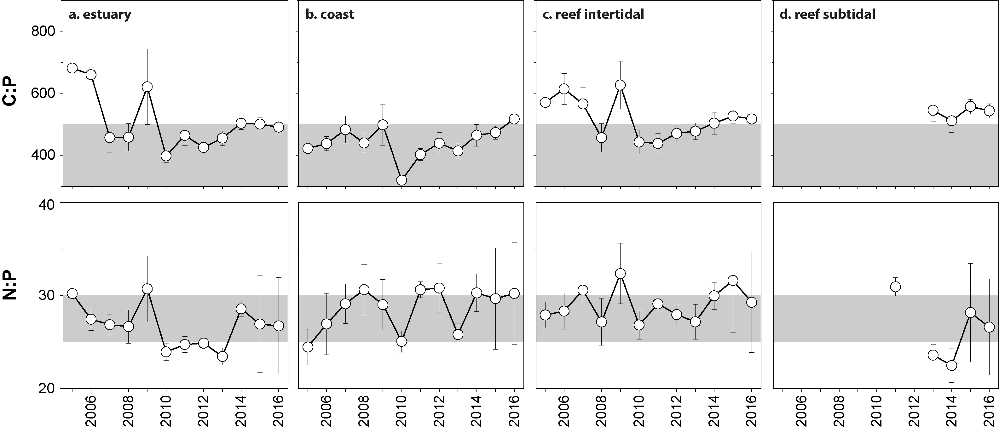 a. estuary
b. coast
c. reef intertidal
d. reef subtidal
C:P
800
600
400
N:P
40
30
20
2006 2008 2010 2012 2014 2016
2006 2008 2010 2012 2014 2016
2006 2008 2010 2012 2014 2016
2006 2008 2010 2012 2014 2016